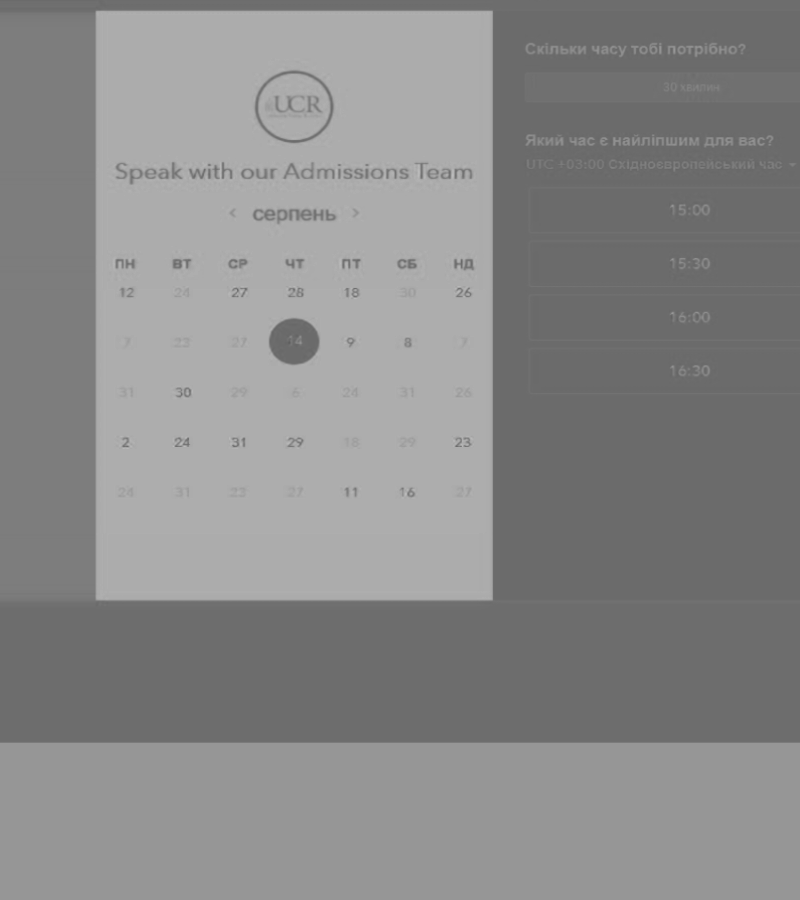 UCR
Speak with our Admissions Team
< серпень >
ПН ВТ СР ЧТ ПТ СБ НД
12 24 27 28 18 30 26
7 22 27 14 9 8 7
31 30 29 6 24 31 26
2 24 31 29 18 29 23
24 31 22 27 11 16 27
Скільки часу тобі потрібно?
30 хвилин
Який час є найліпшим для вас?
UTC +03:00 Східноєвропейський час
15:00
15:30
16:00
16:30